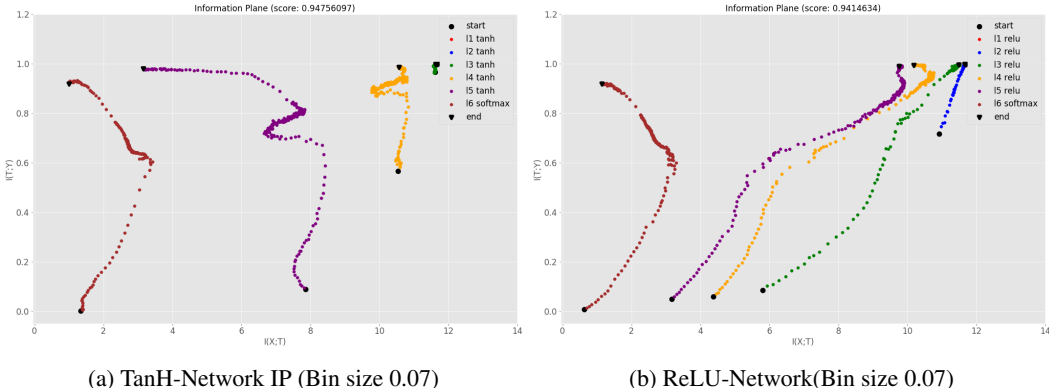 Information Plane (score: 0.94756097)
1.2
1.0
0.8
0.6
0.4
0.2
0.0
I(T;Y)
0
2
4
6
8
10
12
14
I(X;T)
start
l1 tanh
l2 tanh
l3 tanh
l4 tanh
l5 tanh
l6 softmax
end
(a) TanH-Network IP (Bin size 0.07)
Information Plane (score: 0.9414634)
1.2
1.0
0.8
0.6
0.4
0.2
0.0
I(T;Y)
0
2
4
6
8
10
12
14
I(X;T)
start
l1 relu
l2 relu
l3 relu
l4 relu
l5 relu
l6 softmax
end
(b) ReLU-Network(Bin size 0.07)